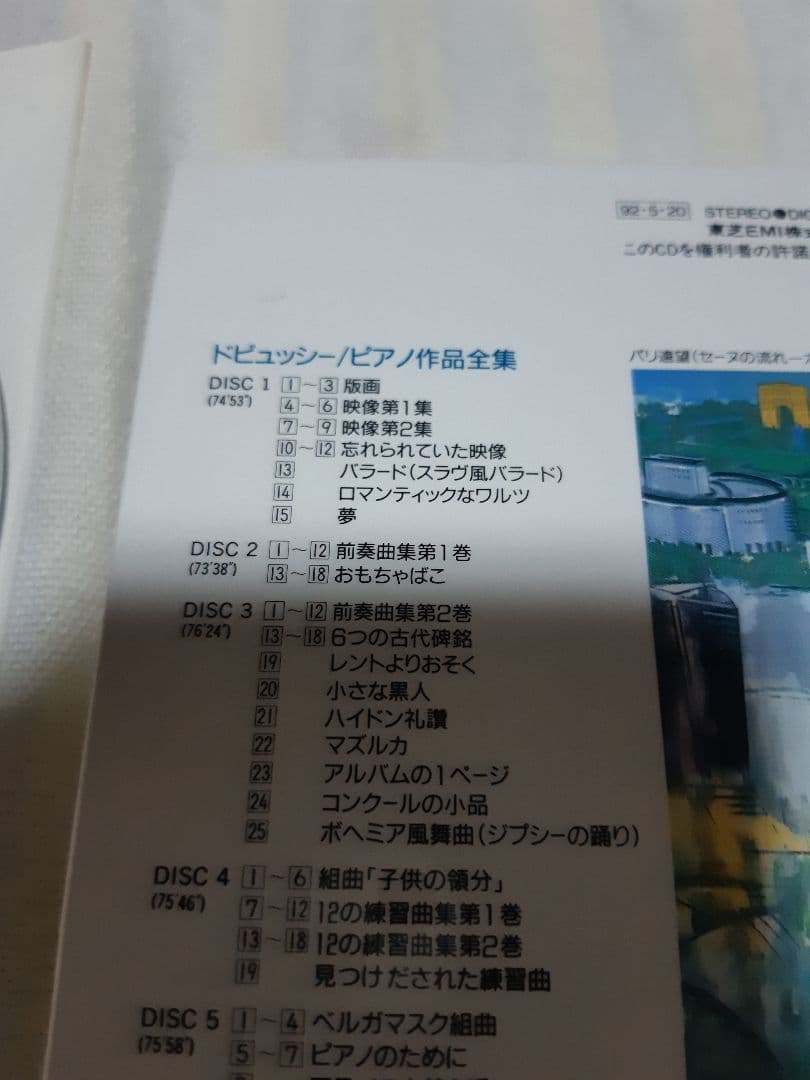 92・5・20 STEREO●DIG
東芝EMI株式
このCDを権利者の許諾
ドビュッシー/ピアノ作品全集
パリ遠望(セーヌの流れ一
DISC 1 1～3 版画
(74'53")
4～6 映像第1集
7～9 映像第2集
10～12 忘れられていた映像
13 バラード(スラヴ風バラード)
14 ロマンティックなワルツ
15 夢
DISC 2 1～12 前奏曲集第1巻
(73'38") 13～18 おもちゃばこ
DISC 3 1～12 前奏曲集第2巻
(76'24") 13～18 6つの古代碑銘
19 レントよりおそく
20 小さな黒人
21 ハイドン礼讃
22 マズルカ
23 アルバムの1ページ
24 コンクールの小品
25 ボヘミア風舞曲(ジプシーの踊り)
DISC 4 1～6 組曲「子供の領分」
(75'46") 7～12 12の練習曲集第1巻
13～18 12の練習曲集第2巻
19 見つけだされた練習曲
DISC 5 1～4 ベルガマスク組曲
(75'58") 5～7 ピアノのために